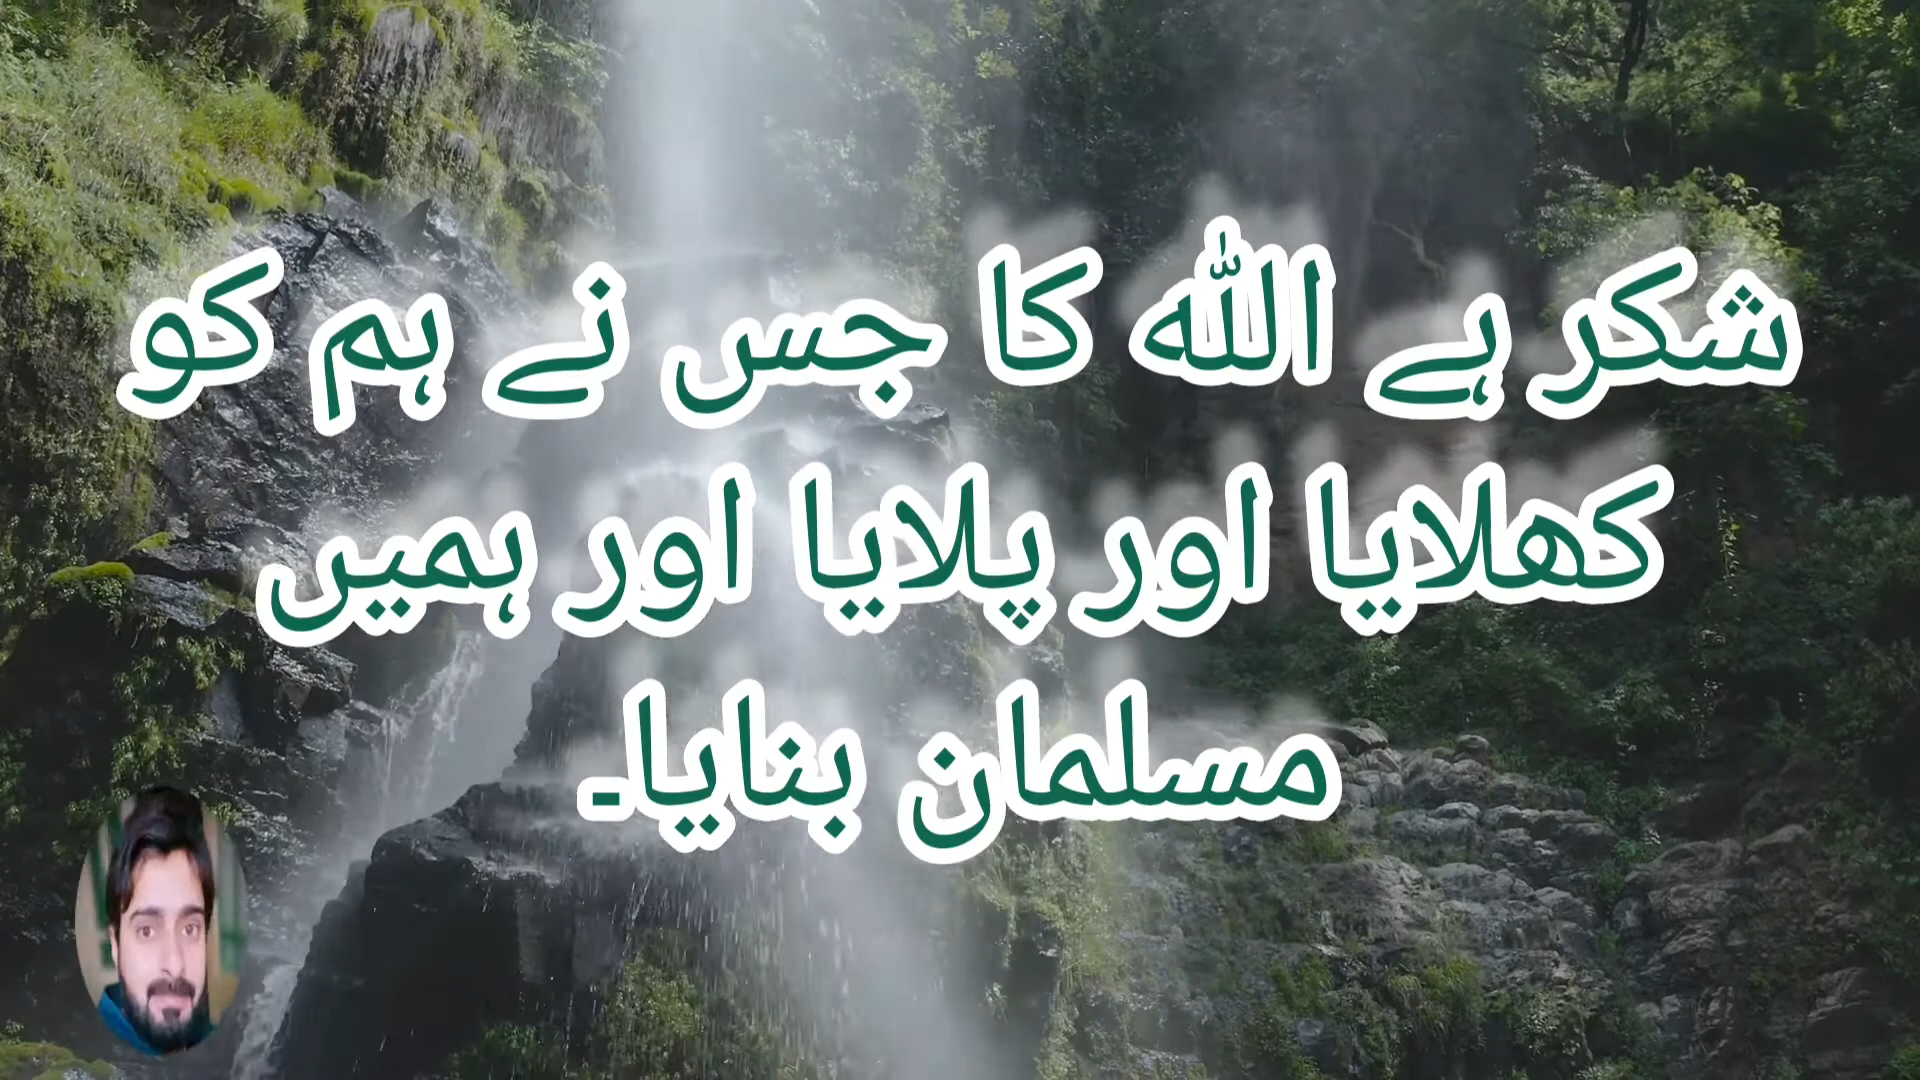 شکر ہے اللہ کا جس نے ہم کو
کھلایا اور پلایا اور ہمیں
مسلمان بنایا۔